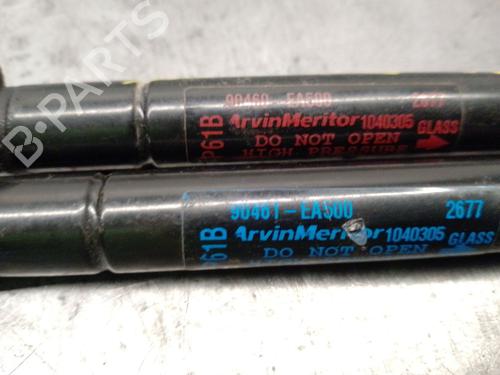 90460 EA500 2677
ArvinMeritor 1040305 GLASS
P61B
DO NOT OPEN
HIGH PRESSURE
90461-EA500 2677
ArvinMeritor 1040305 GLASS
61B
DO NOT OPEN
B-PARTS